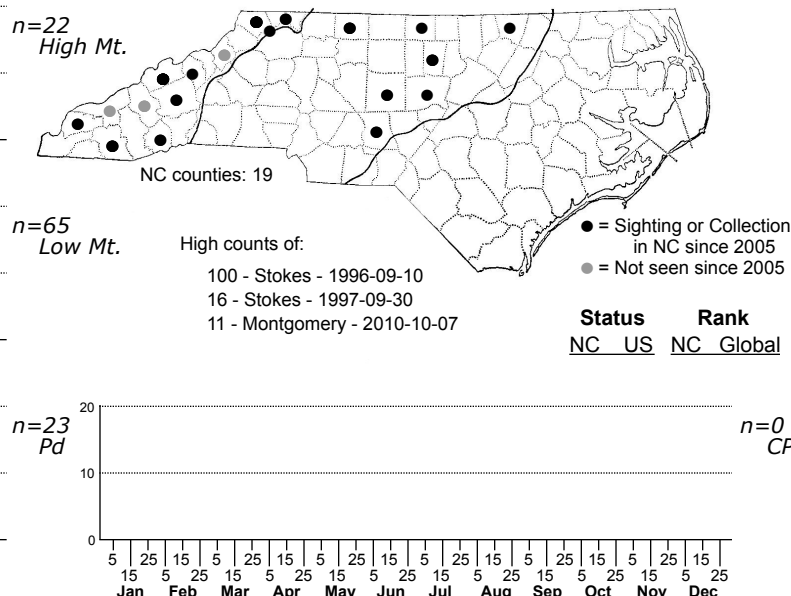 n=22
High Mt.
NC counties: 19
n=65
Low Mt.
High counts of:
100 - Stokes - 1996-09-10
16 - Stokes - 1997-09-30
11 - Montgomery - 2010-10-07
● = Sighting or Collection
in NC since 2005
● = Not seen since 2005
Status Rank
NC US NC Global
n=23
Pd
n=0
CP
20
10
0
5 25 15 5 25 15 5 25 15 5 25 15 5 25 15 5 25 15
15 5 25 15 5 25 15 5 25 15 5 25 15 5 25 15 5 25
Jan Feb Mar Apr May Jun Jul Aug Sep Oct Nov Dec